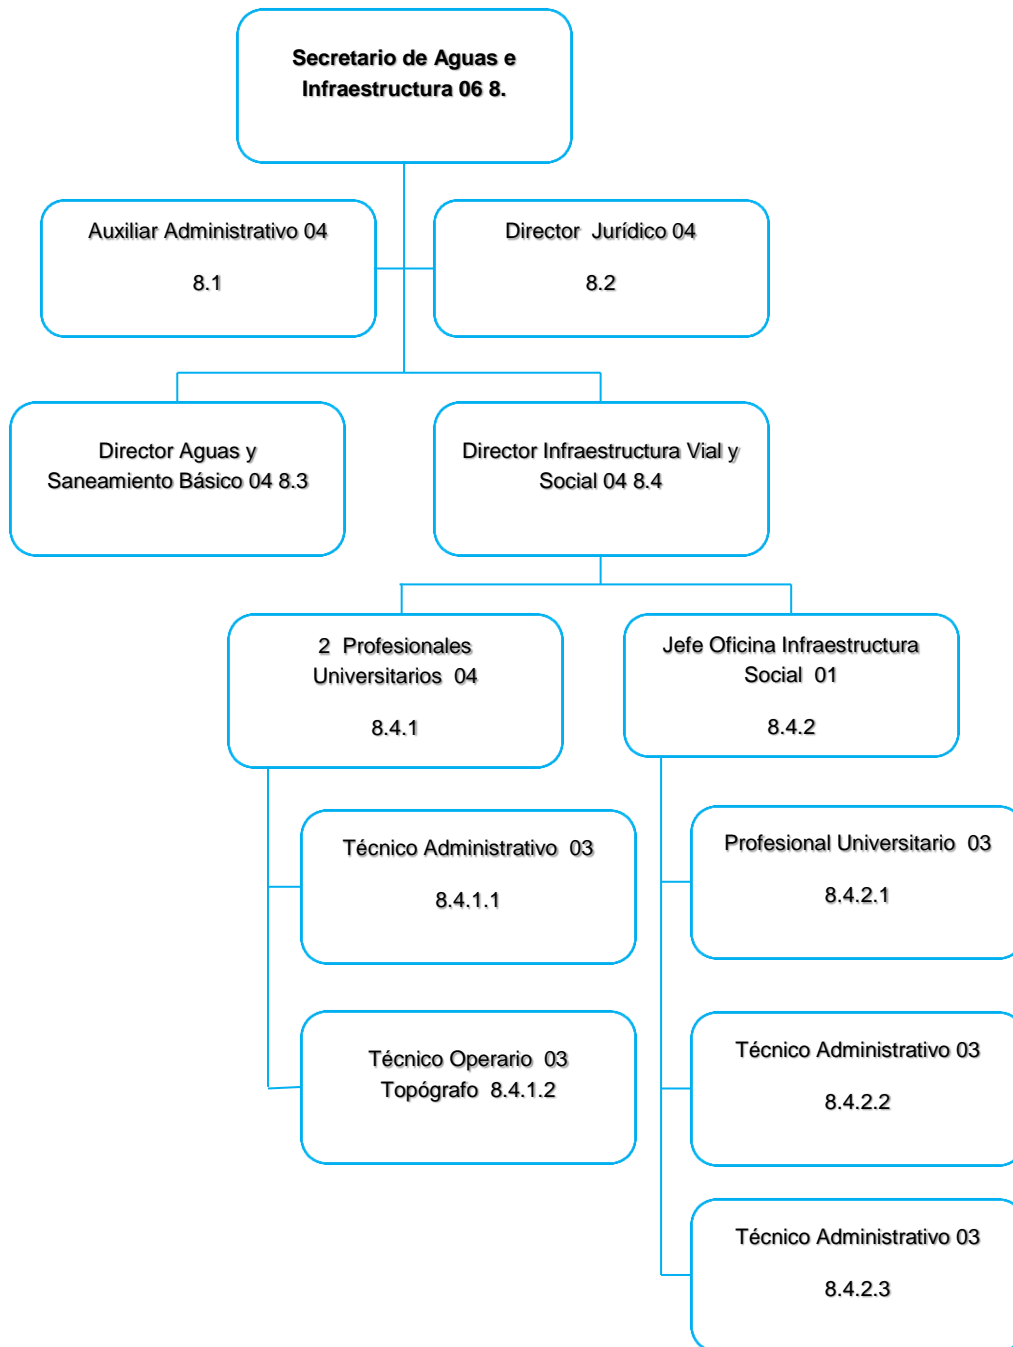 Secretario de Aguas e
Infraestructura 06 8.
Auxiliar Administrativo 04
8.1
Director  Jurídico 04
8.2
Director Aguas y
Saneamiento Básico 04 8.3
Director Infraestructura Vial y
Social 04 8.4
2  Profesionales
Universitarios  04
8.4.1
Jefe Oficina Infraestructura
Social  01
8.4.2
Técnico Administrativo  03
8.4.1.1
Técnico Operario  03
Topógrafo  8.4.1.2
Profesional Universitario  03
8.4.2.1
Técnico Administrativo 03
8.4.2.2
Técnico Administrativo 03
8.4.2.3